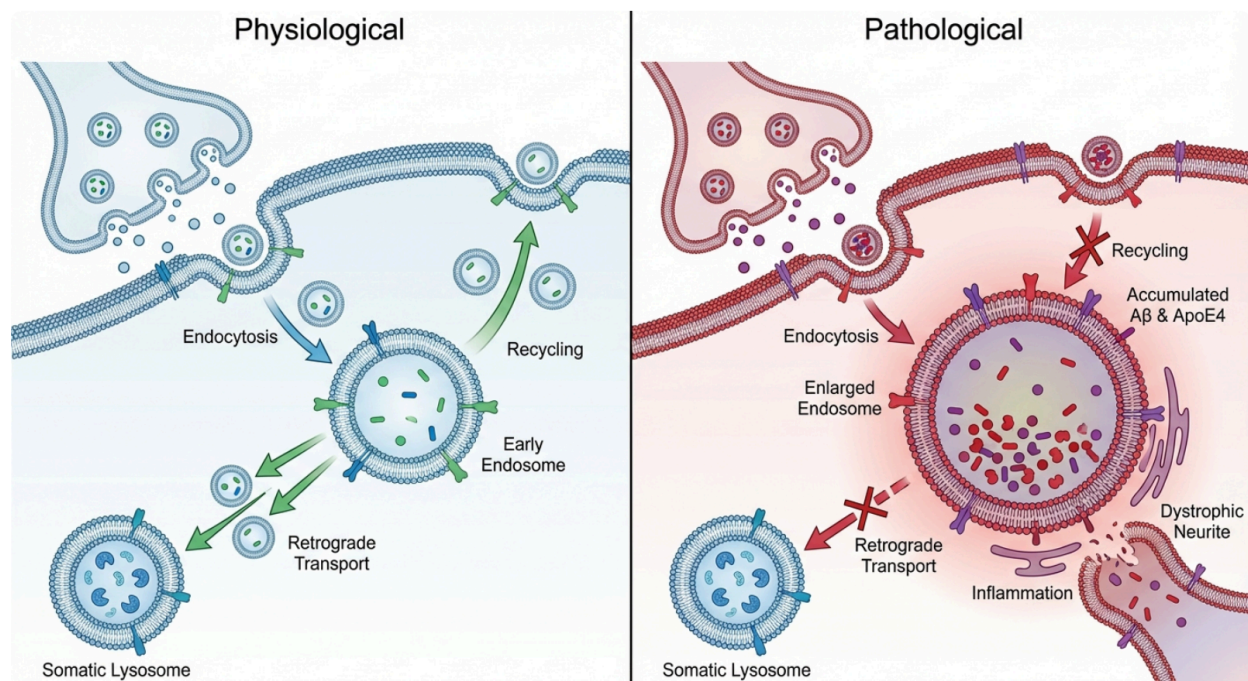 Physiological
Endocytosis
Recycling
Early
Endosome
Retrograde
Transport
Somatic Lysosome
Pathological
Recycling
Accumulated
Aβ & ApoE4
Endocytosis
Enlarged
Endosome
Dystrophic
Neurite
Retrograde
Transport
Inflammation
Somatic Lysosome